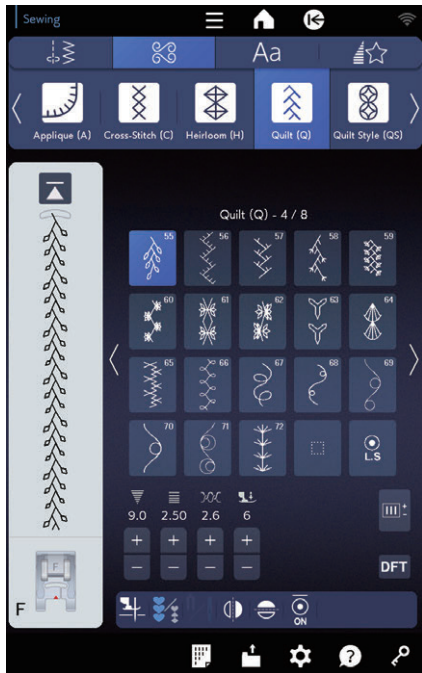 Sewing
Aa
Applique (A) Cross-Stitch (C) Heirloom (H) Quilt (Q) Quilt Style (QS)
Quilt (Q) - 4 / 8
55 56 57 58 59
60 61 62 63 64
65 66 67 68 69
70 71 72 L.S
9.0 2.50 2.6 6
+ + + +
− − − −
DFT
F
F
ON
?